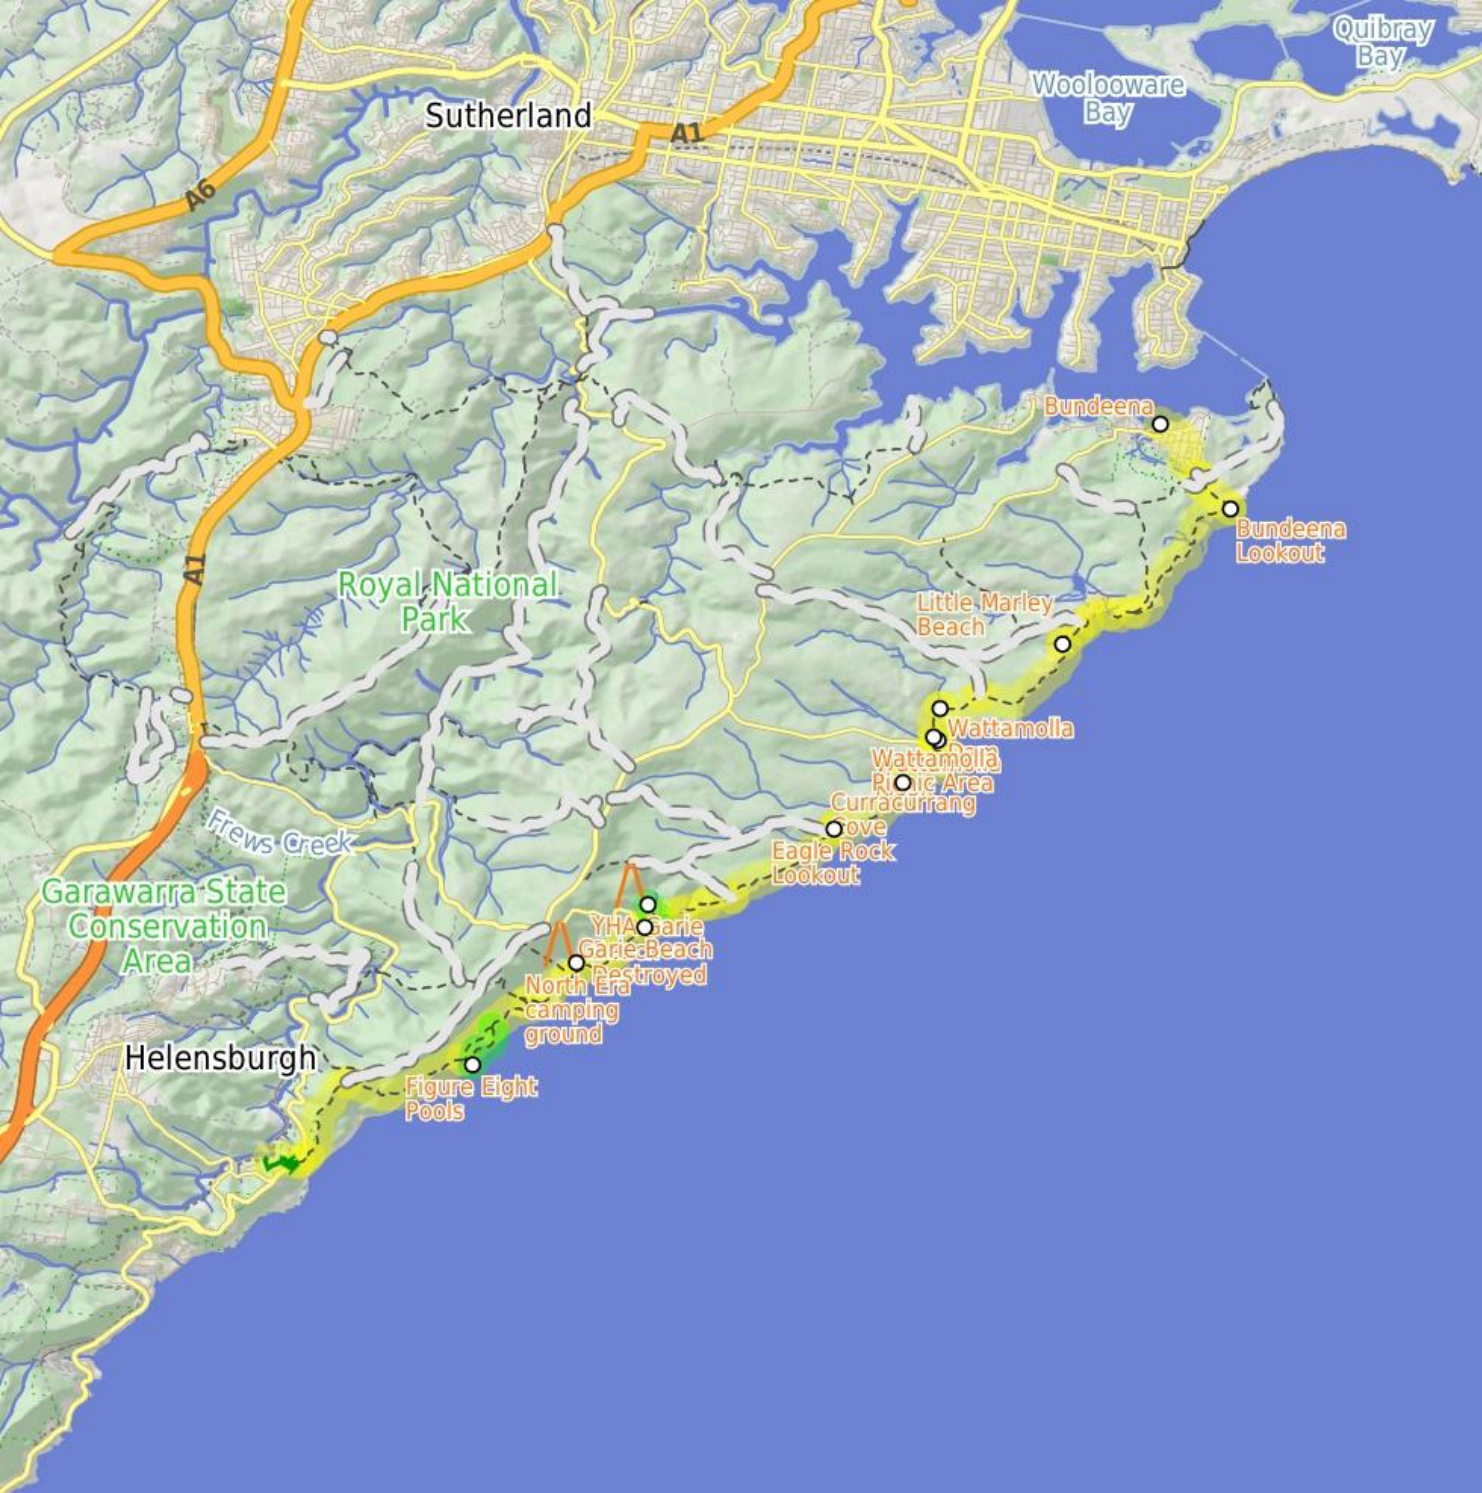 Quibray
Bay
Woolooware
Bay
Sutherland
A1
A6
Bundeena
Bundeena
Lookout
A1
Royal National
Park
Little Marley
Beach
Wattamolla
Dam
Wattamolla
Picnic Area
Curracurrang
Cove
Eagle Rock
Lookout
Frews Creek
Garawarra State
Conservation
Area
YHA Garie
Garie Beach
Destroyed
North Era
camping
ground
Helensburgh
Figure Eight
Pools